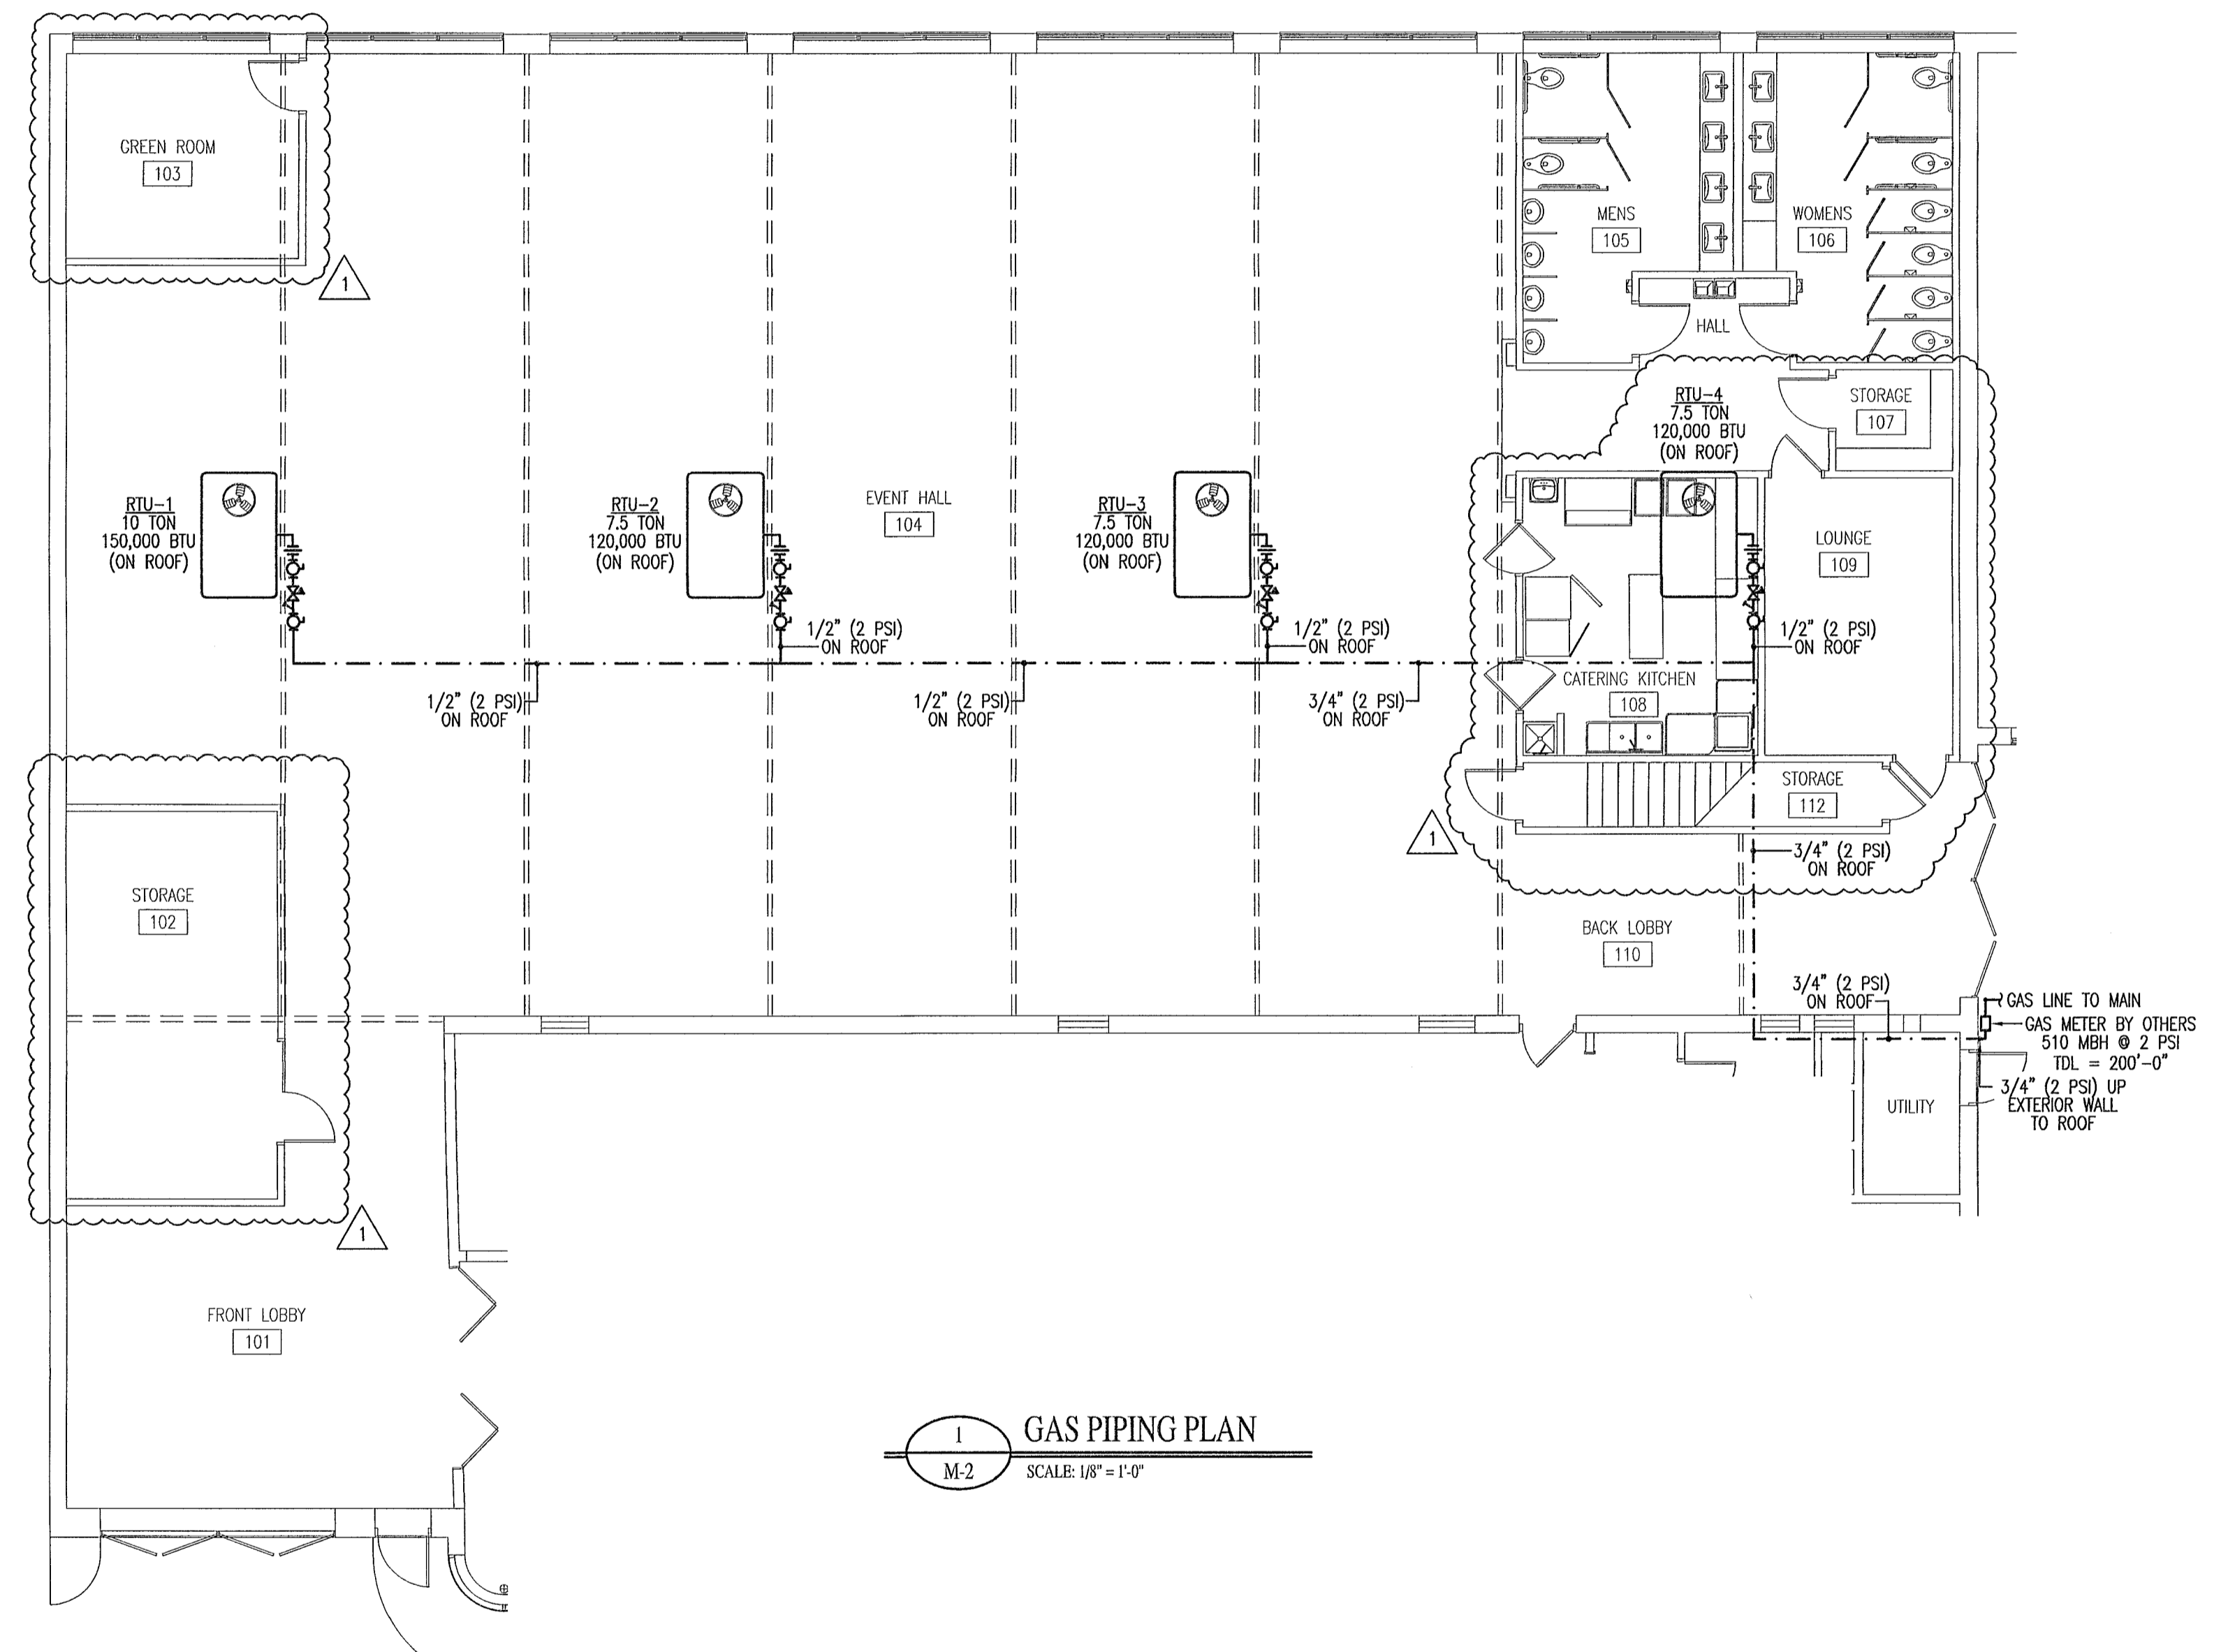 GREEN ROOM
103
1
MENS
105
WOMENS
106
HALL
RTU-4
7.5 TON
120,000 BTU
(ON ROOF)
STORAGE
107
RTU-1
10 TON
150,000 BTU
(ON ROOF)
RTU-2
7.5 TON
120,000 BTU
(ON ROOF)
EVENT HALL
104
RTU-3
7.5 TON
120,000 BTU
(ON ROOF)
LOUNGE
109
1/2" (2 PSI)
ON ROOF
1/2" (2 PSI)
ON ROOF
1/2" (2 PSI)
ON ROOF
1/2" (2 PSI)
ON ROOF
1/2" (2 PSI)
ON ROOF
3/4" (2 PSI)
ON ROOF
CATERING KITCHEN
108
STORAGE
112
1
3/4" (2 PSI)
ON ROOF
STORAGE
102
BACK LOBBY
110
3/4" (2 PSI)
ON ROOF
GAS LINE TO MAIN
GAS METER BY OTHERS
510 MBH @ 2 PSI
TDL = 200'-0"
3/4" (2 PSI) UP
EXTERIOR WALL
TO ROOF
UTILITY
1
FRONT LOBBY
101
1
M-2
GAS PIPING PLAN
SCALE: 1/8" = 1'-0"